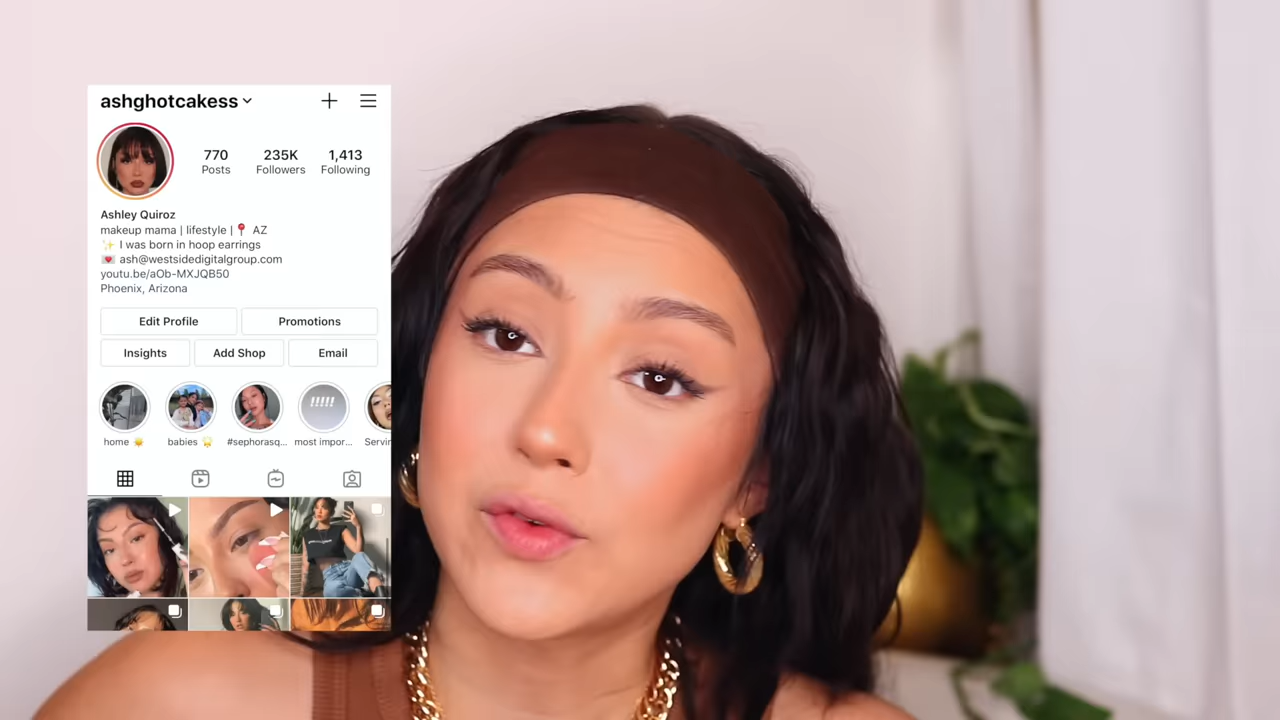 ashghotcakess
770 235K 1,413
Posts Followers Following
Ashley Quiroz
makeup mama | lifestyle | 📍 AZ
✨ I was born in hoop earrings
💌 ash@westsidedigitalgroup.com
youtu.be/aOb-MXJQB50
Phoenix, Arizona
Edit Profile Promotions
Insights Add Shop Email
!!!!!
home ☀️ babies 👶 #sephorasq... most impor... Servin